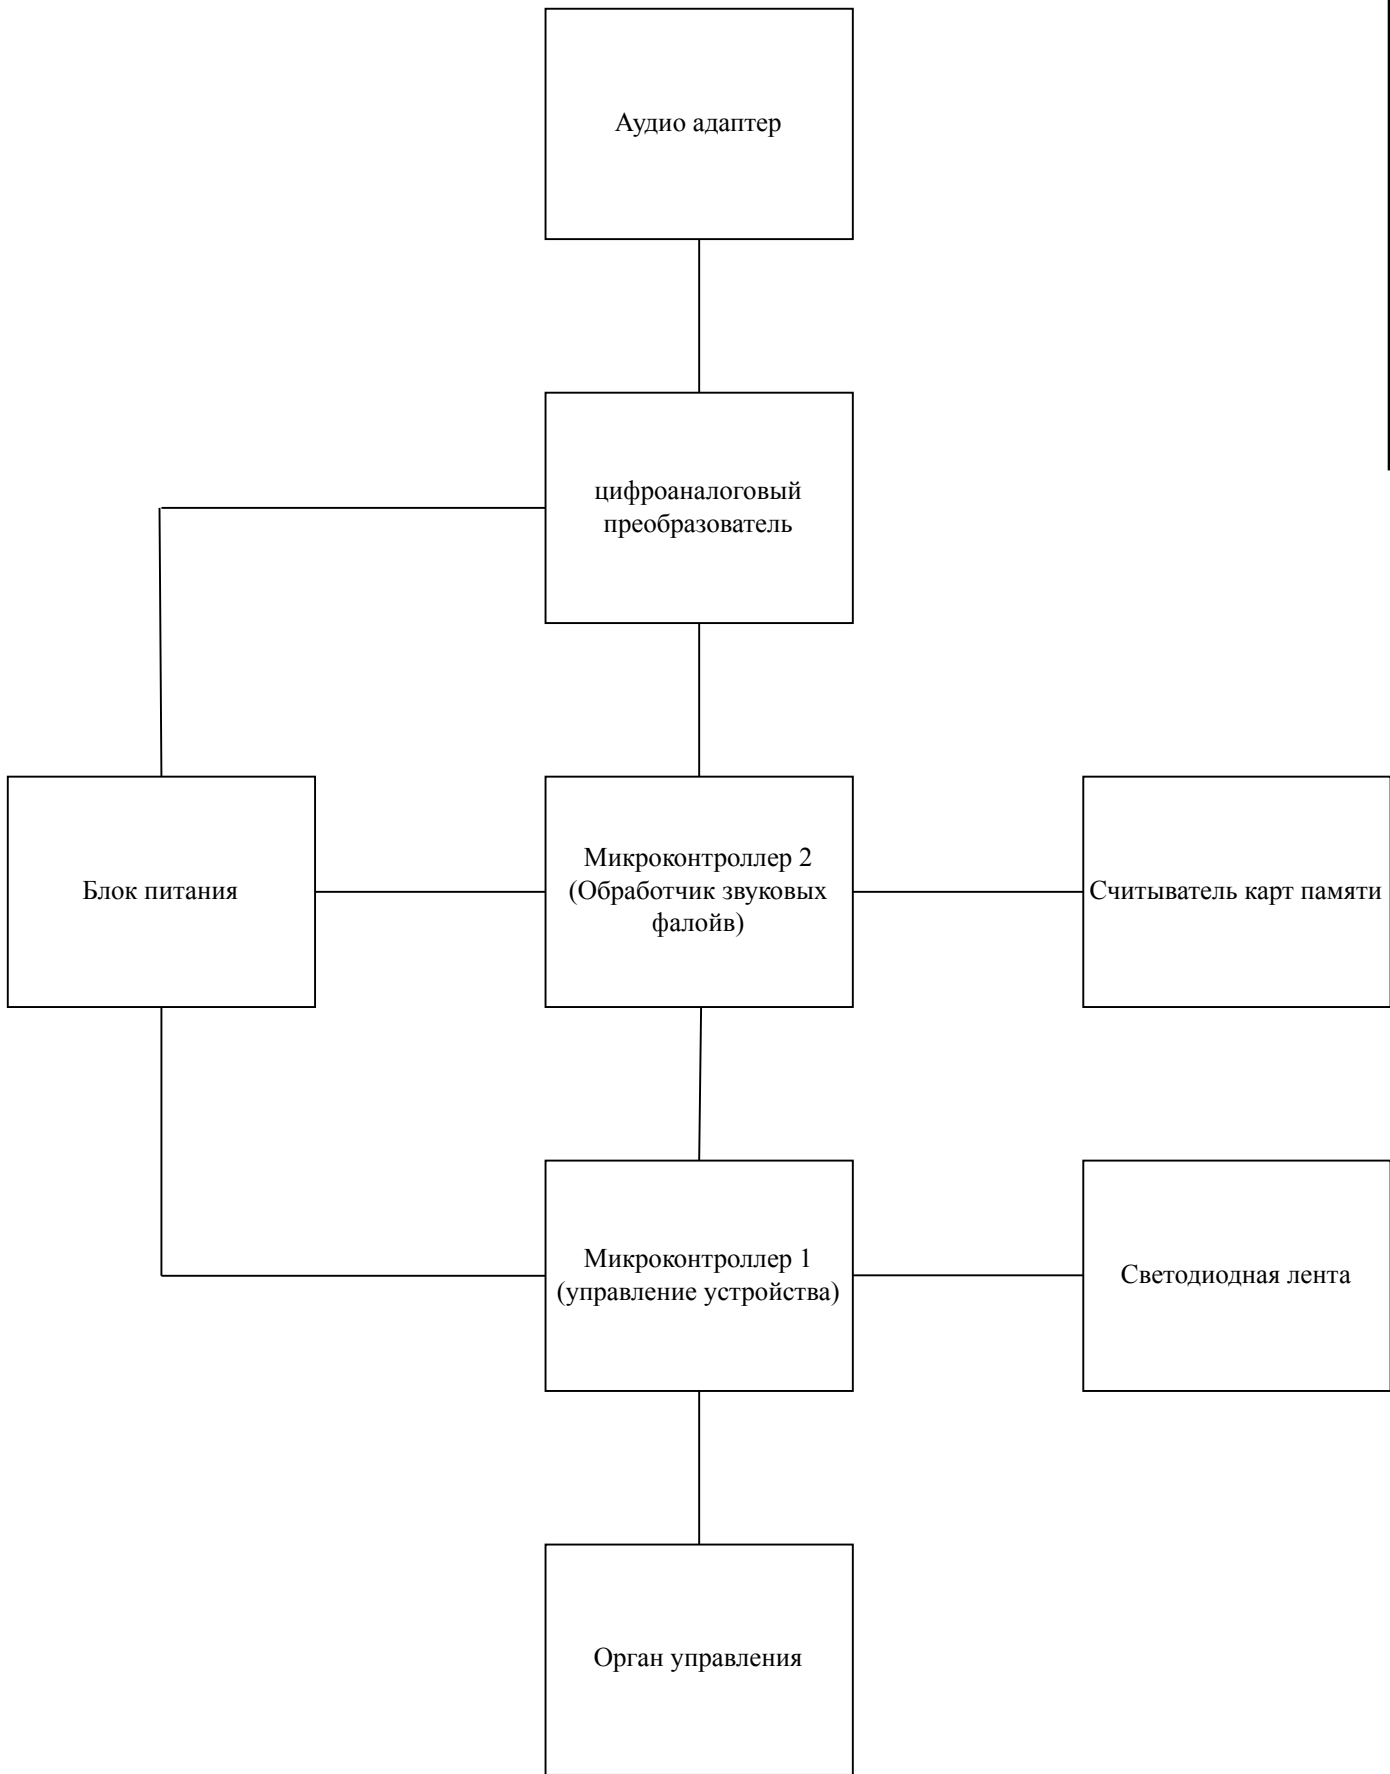 Аудио адаптер
цифроаналоговый
преобразователь
Блок питания
Микроконтроллер 2
(Обработчик звуковых
фалойв)
Считыватель карт памяти
Микроконтроллер 1
(управление устройства)
Светодиодная лента
Орган управления